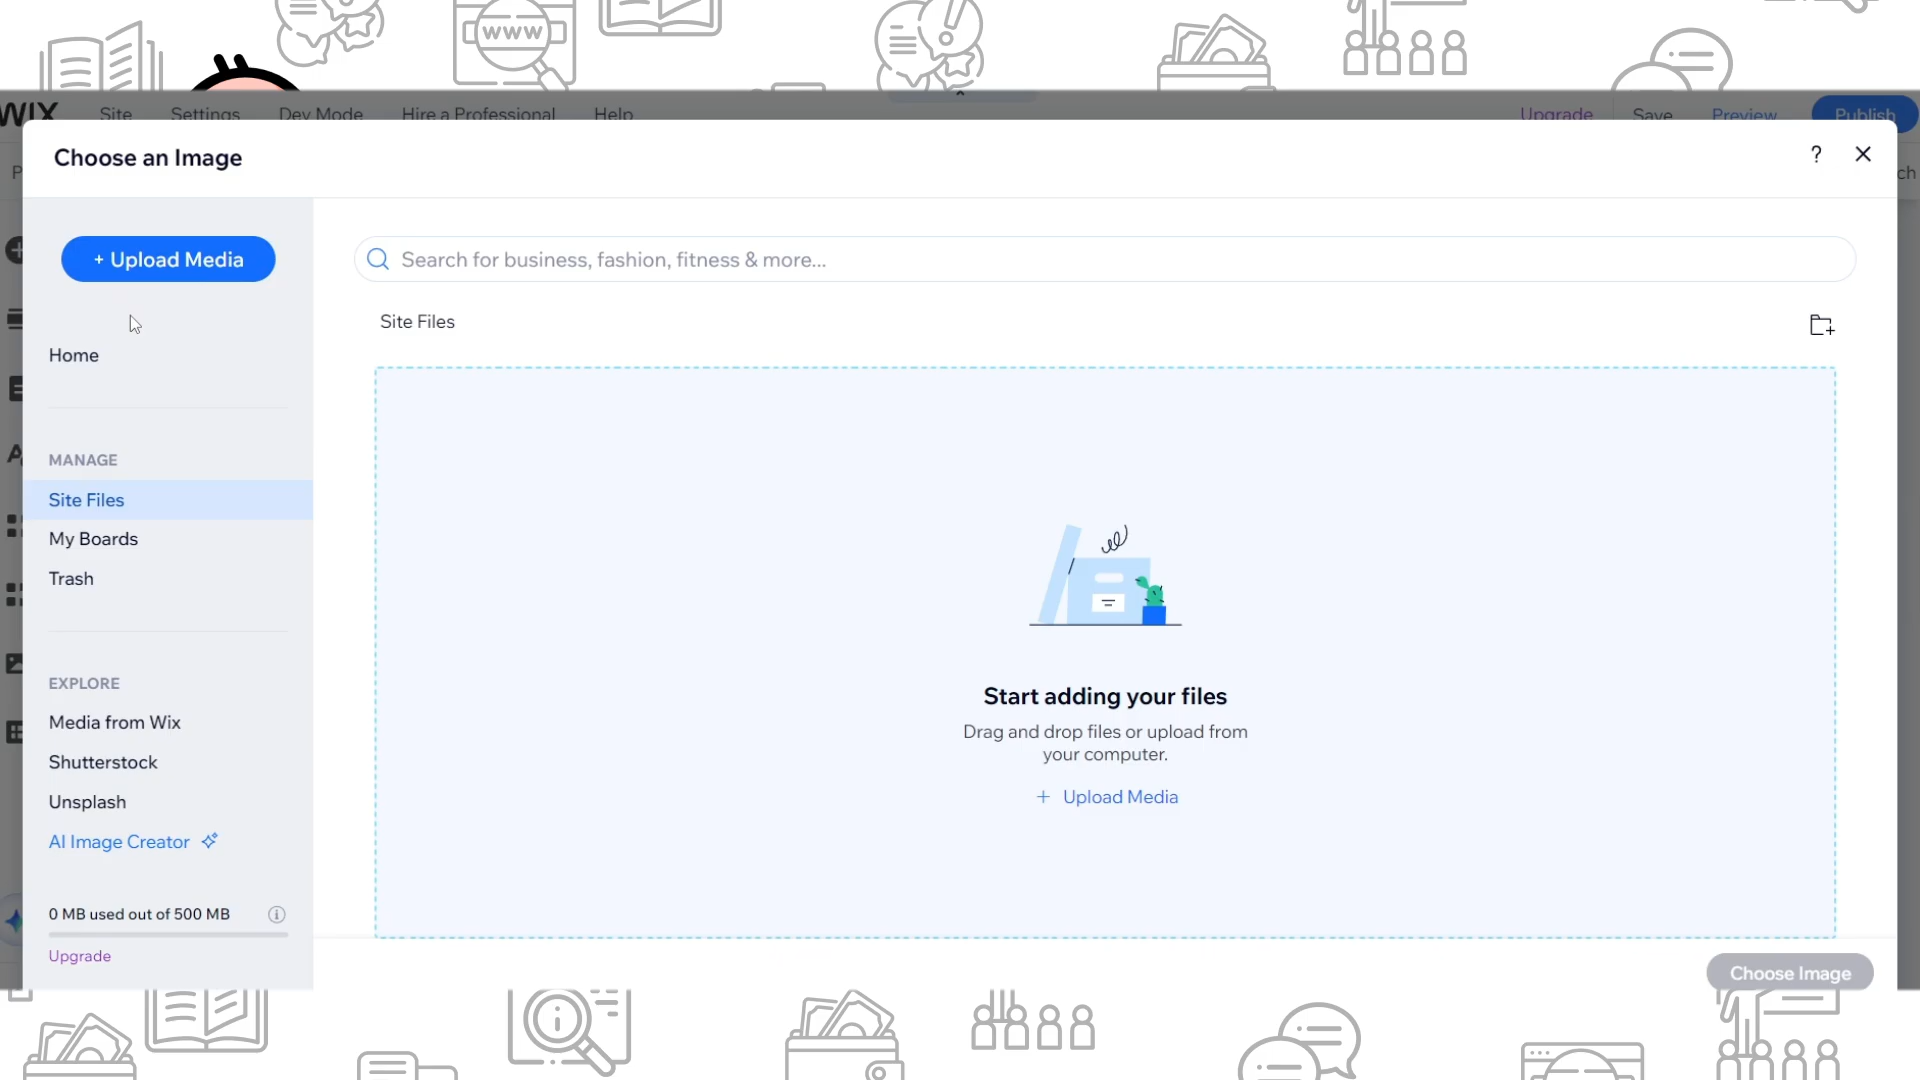 WWW
WIX Site Settings Dev Mode Hire a Professional Help Upgrade Save Preview Publish
Choose an Image
?
+ Upload Media
Search for business, fashion, fitness & more...
Site Files
Home
MANAGE
Site Files
My Boards
Trash
Start adding your files
Drag and drop files or upload from
your computer.
+ Upload Media
EXPLORE
Media from Wix
Shutterstock
Unsplash
AI Image Creator
0 MB used out of 500 MB
Upgrade
Choose Image